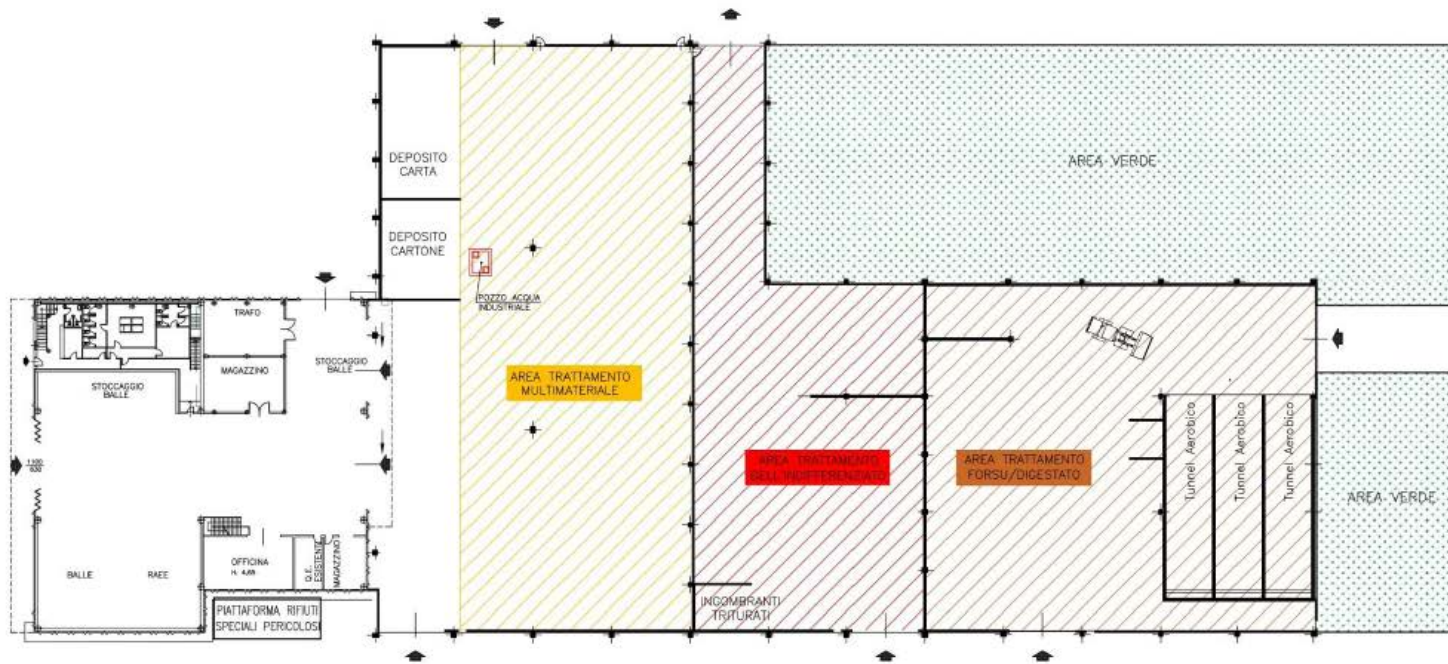 DEPOSITO
CARTA
DEPOSITO
CARTONE
POZZO ACQUA
INDUSTRIALE
AREA VERDE
TRAFO
MAGAZZINO
STOCCAGGIO
BALLE
STOCCAGGIO
BALLE
AREA TRATTAMENTO
MULTIMATERIALE
AREA TRATTAMENTO
DELL'INDIFFERENZIATO
AREA TRATTAMENTO
FORSU/DIGESTATO
Tunnel Aerobico
Tunnel Aerobico
Tunnel Aerobico
AREA VERDE
1100
BALLE
RAEE
OFFICINA
Q.E.
ESISTENTE
MAGAZZINO
PIATTAFORMA RIFIUTI
SPECIALI PERICOLOSI
INCOMBRANTI
TRITURATI